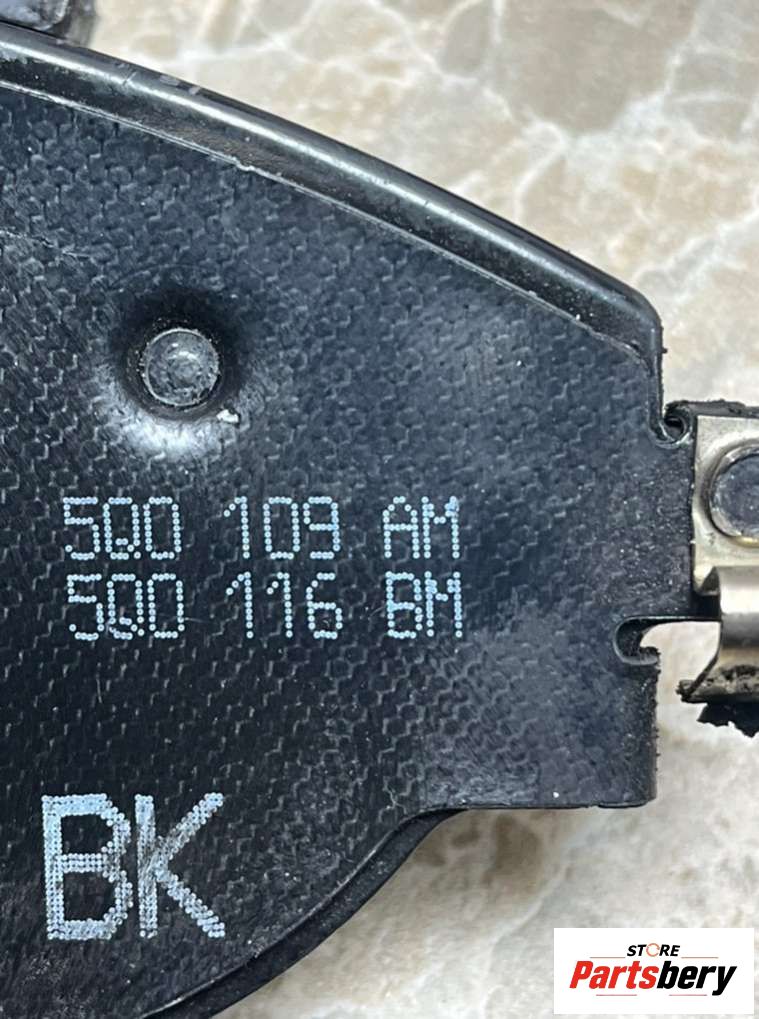 5Q0 109 AM
5Q0 116 BM
BK
STORE
Partsbery